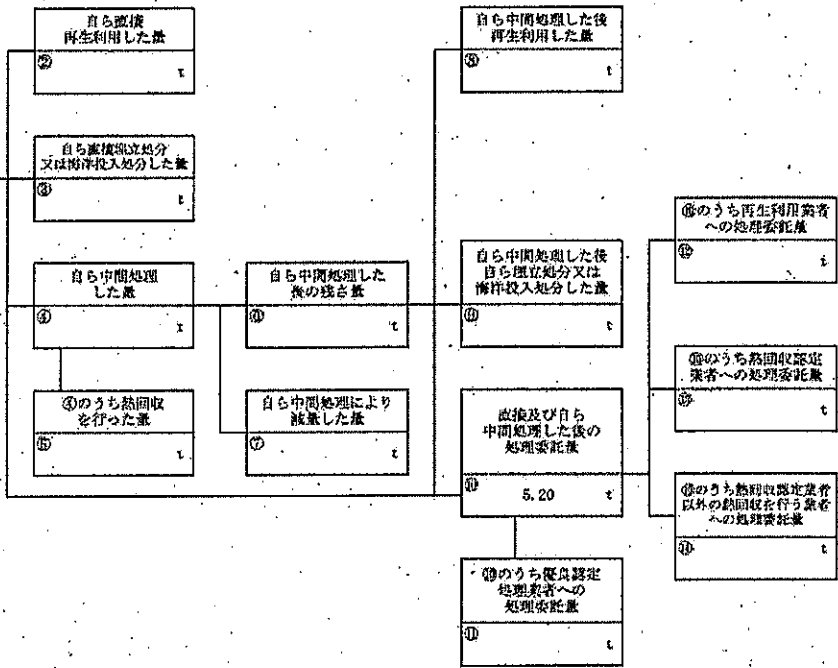 自ら直接
再生利用した量
② t
自ら直接埋立処分
又は海洋投入処分した量
③ t
自ら中間処理
した量
④ t
④のうち熱回収
を行った量
⑤ t
自ら中間処理した
後の残さ量
⑥ t
自ら中間処理により
減量した量
⑦ t
自ら中間処理した後
再生利用した量
⑧ t
自ら中間処理した後
自ら埋立処分又は
海洋投入処分した量
⑨ t
直接及び自ら
中間処理した後の
処理委託量
⑩ 5.20 t
⑩のうち優良認定
処理業者への
処理委託量
⑪ t
⑩のうち再生利用業者
への処理委託量
⑫ t
⑩のうち熱回収認定
業者への処理委託量
⑬ t
⑩のうち熱回収認定業者
以外の熱回収を行う業者
への処理委託量
⑭ t